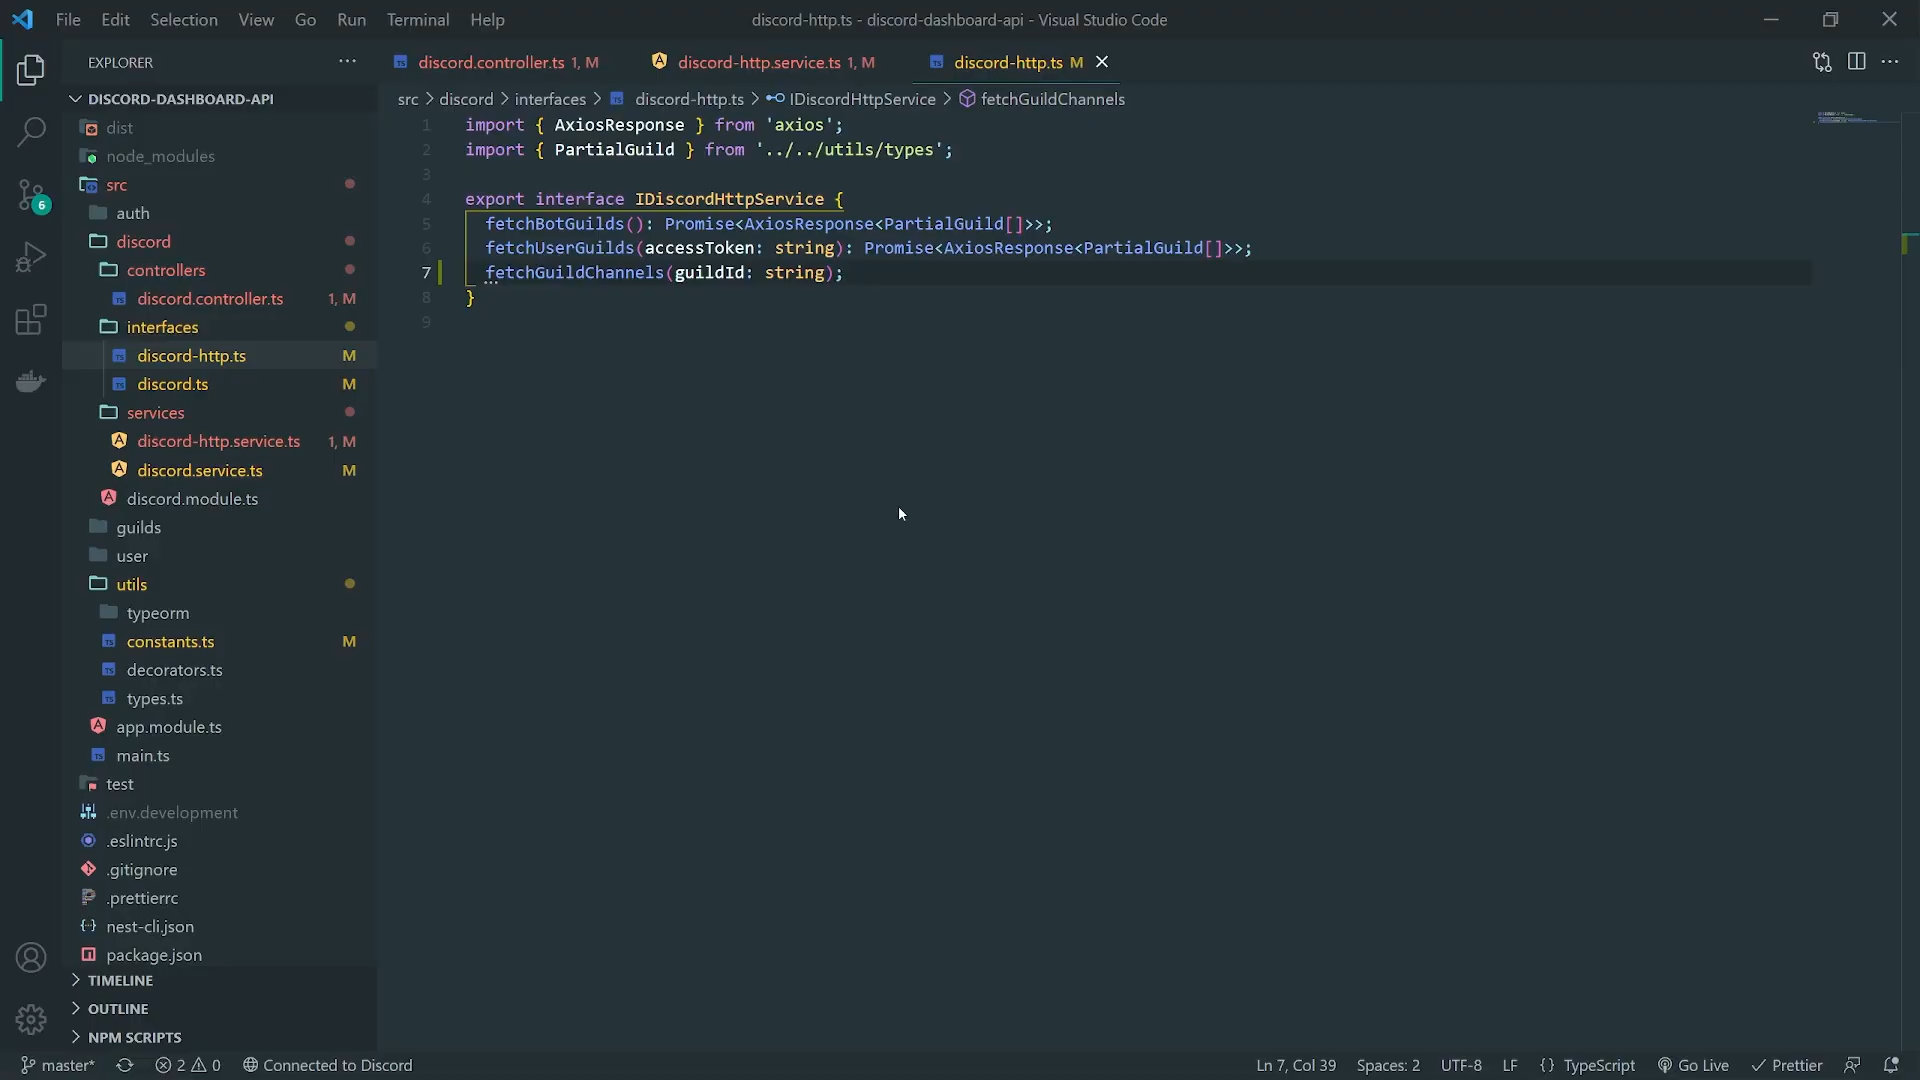 File Edit Selection View Go Run Terminal Help
discord-http.ts - discord-dashboard-api - Visual Studio Code
EXPLORER
discord.controller.ts 1, M
discord-http.service.ts 1, M
discord-http.ts M
DISCORD-DASHBOARD-API
src > discord > interfaces > discord-http.ts > IDiscordHttpService > fetchGuildChannels
dist
node_modules
src
auth
discord
controllers
discord.controller.ts 1, M
interfaces
discord-http.ts M
discord.ts M
services
discord-http.service.ts 1, M
discord.service.ts M
discord.module.ts
guilds
user
utils
typeorm
constants.ts M
decorators.ts
types.ts
app.module.ts
main.ts
test
.env.development
.eslintrc.js
.gitignore
.prettierrc
nest-cli.json
package.json
TIMELINE
OUTLINE
NPM SCRIPTS
6
1 import { AxiosResponse } from 'axios';
2 import { PartialGuild } from '../../utils/types';
3
4 export interface IDiscordHttpService {
5 fetchBotGuilds(): Promise<AxiosResponse<PartialGuild[]>>;
6 fetchUserGuilds(accessToken: string): Promise<AxiosResponse<PartialGuild[]>>;
7 fetchGuildChannels(guildId: string);
8 }
9
master* 2 0 Connected to Discord
Ln 7, Col 39 Spaces: 2 UTF-8 LF {} TypeScript Go Live Prettier